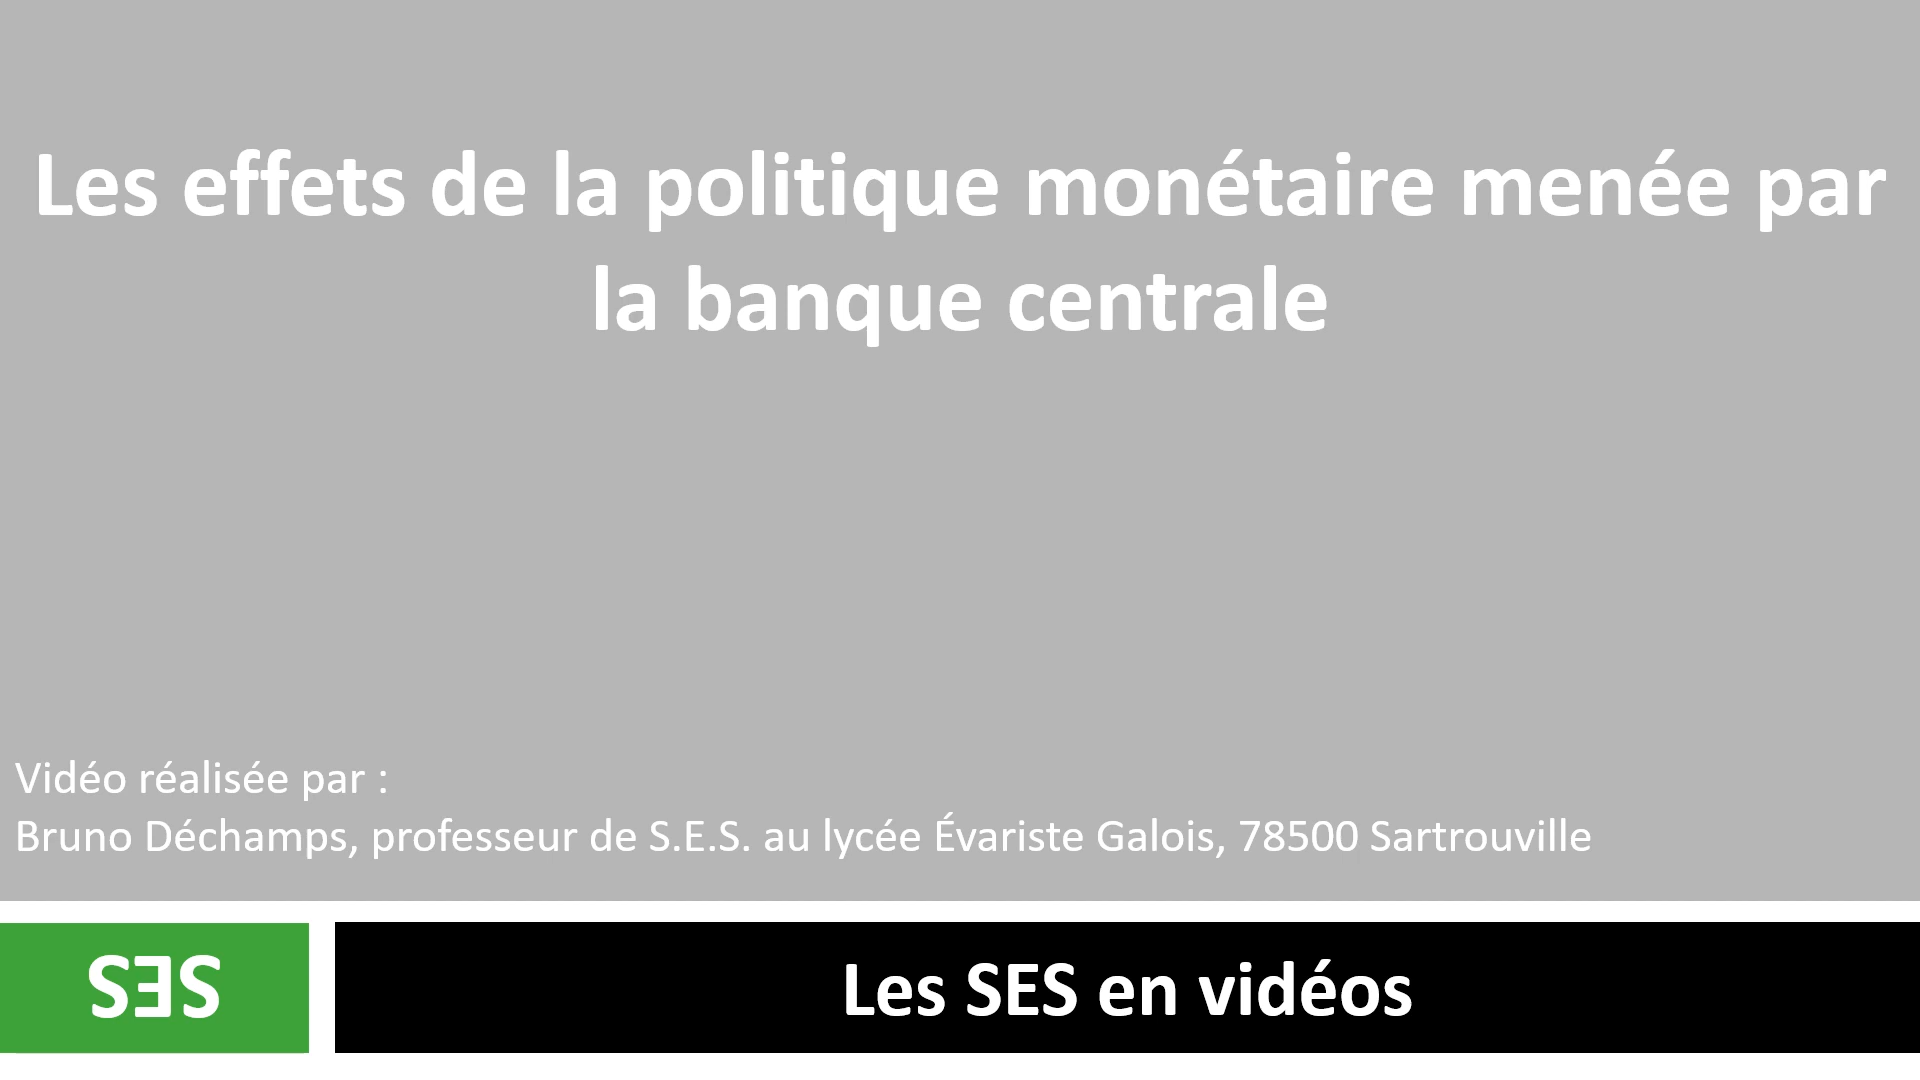 Les effets de la politique monétaire menée par
la banque centrale
Vidéo réalisée par :
Bruno Déchamps, professeur de S.E.S. au lycée Évariste Galois, 78500 Sartrouville
SƎS
Les SES en vidéos